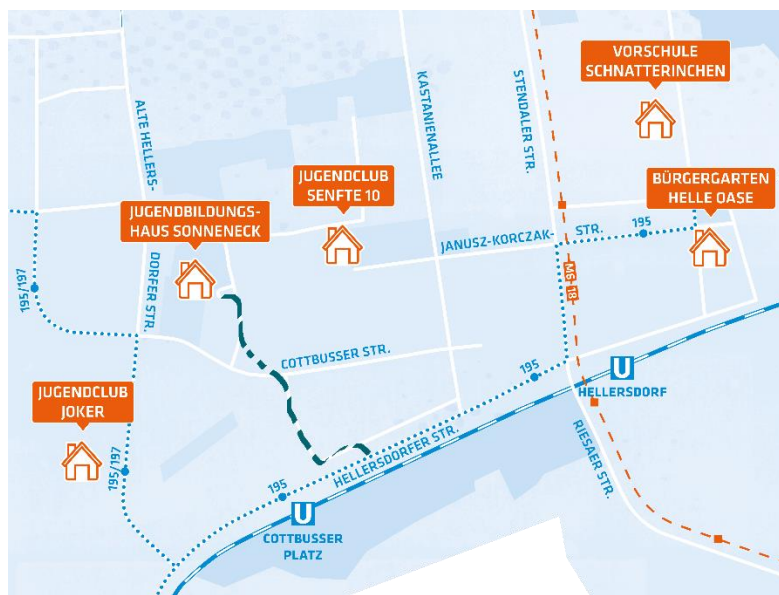 VORSCHULE
SCHNATTERINCHEN
ALTE HELLERS-
DORFER STR.
KASTANIENALLEE
STENDALER STR.
JUGENDCLUB
SENFTE 10
BÜRGERGARTEN
HELLE OASE
JUGENDBILDUNGS-
HAUS SONNENECK
JANUSZ-KORCZAK-
STR.
195
195/197
M6 18
COTTBUSSER STR.
195
U
HELLERSDORF
JUGENDCLUB
JOKER
195/197
HELLERSDORFER STR.
RIESAER STR.
195
U
COTTBUSSER
PLATZ